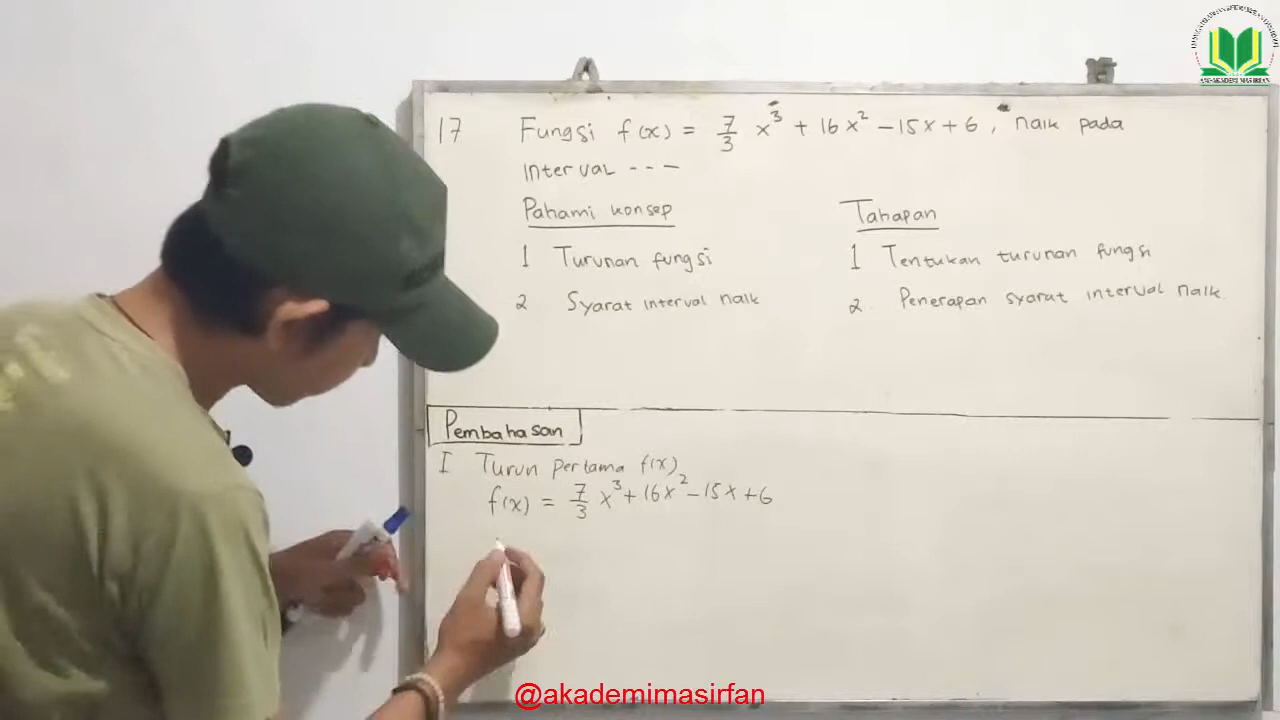 17 Fungsi f(x) = 7/3 x³ + 16x² - 15x + 6, naik pada
interval ---
Pahami konsep
1 Turunan fungsi
2 Syarat interval naik
Tahapan
1 Tentukan turunan fungsi
2. Penerapan syarat interval naik.
Pembahasan
I Turun pertama f(x)
f(x) = 7/3 x³ + 16x² - 15x + 6
@akademimasirfan